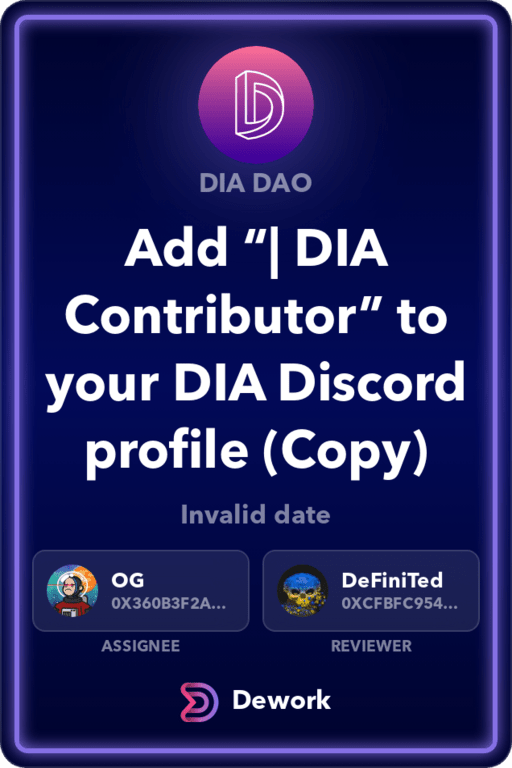 DIA DAO
Add “| DIA
Contributor” to
your DIA Discord
profile (Copy)
Invalid date
OG
0X360B3F2A...
DeFiniTed
0XCFBFC954...
ASSIGNEE
REVIEWER
Dework